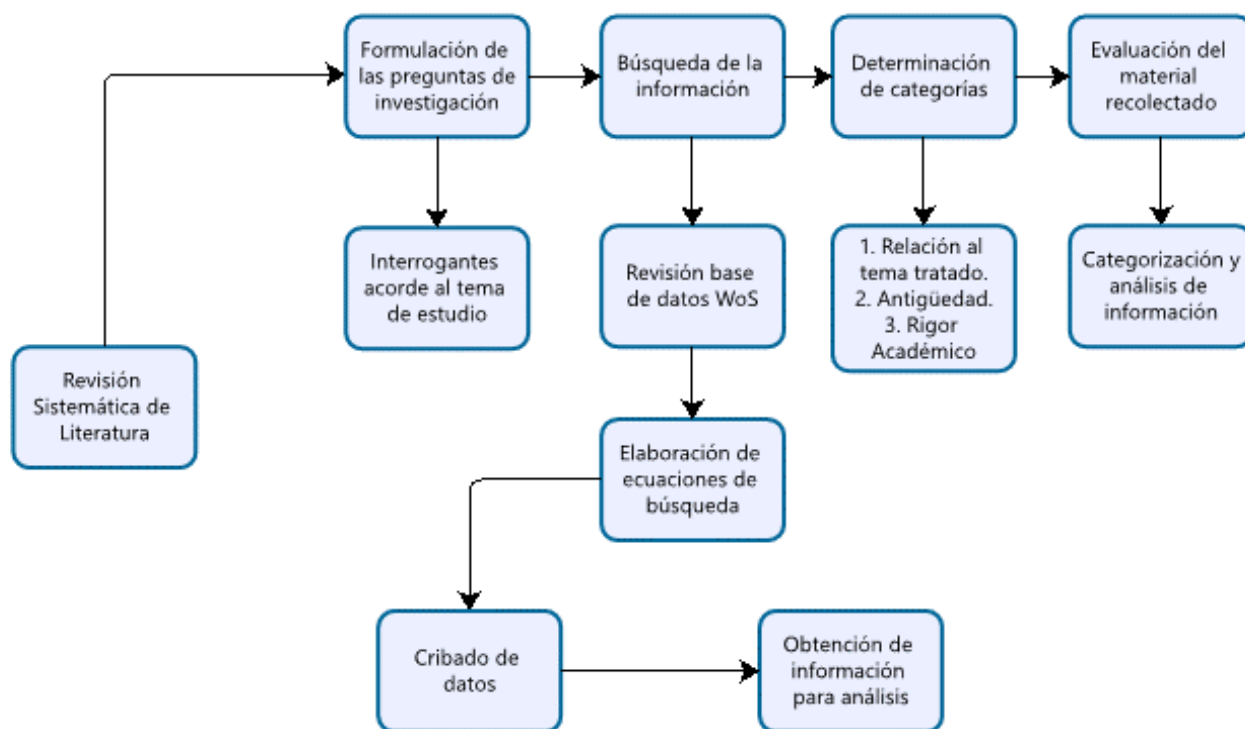 Formulación de
las preguntas de
investigación
Búsqueda de la
información
Determinación
de categorías
Evaluación del
material
recolectado
Interrogantes
acorde al tema
de estudio
Revisión base
de datos WoS
1. Relación al
tema tratado.
2. Antigüedad.
3. Rigor
Académico
Categorización y
análisis de
información
Revisión
Sistemática de
Literatura
Elaboración de
ecuaciones de
búsqueda
Cribado de
datos
Obtención de
información
para análisis